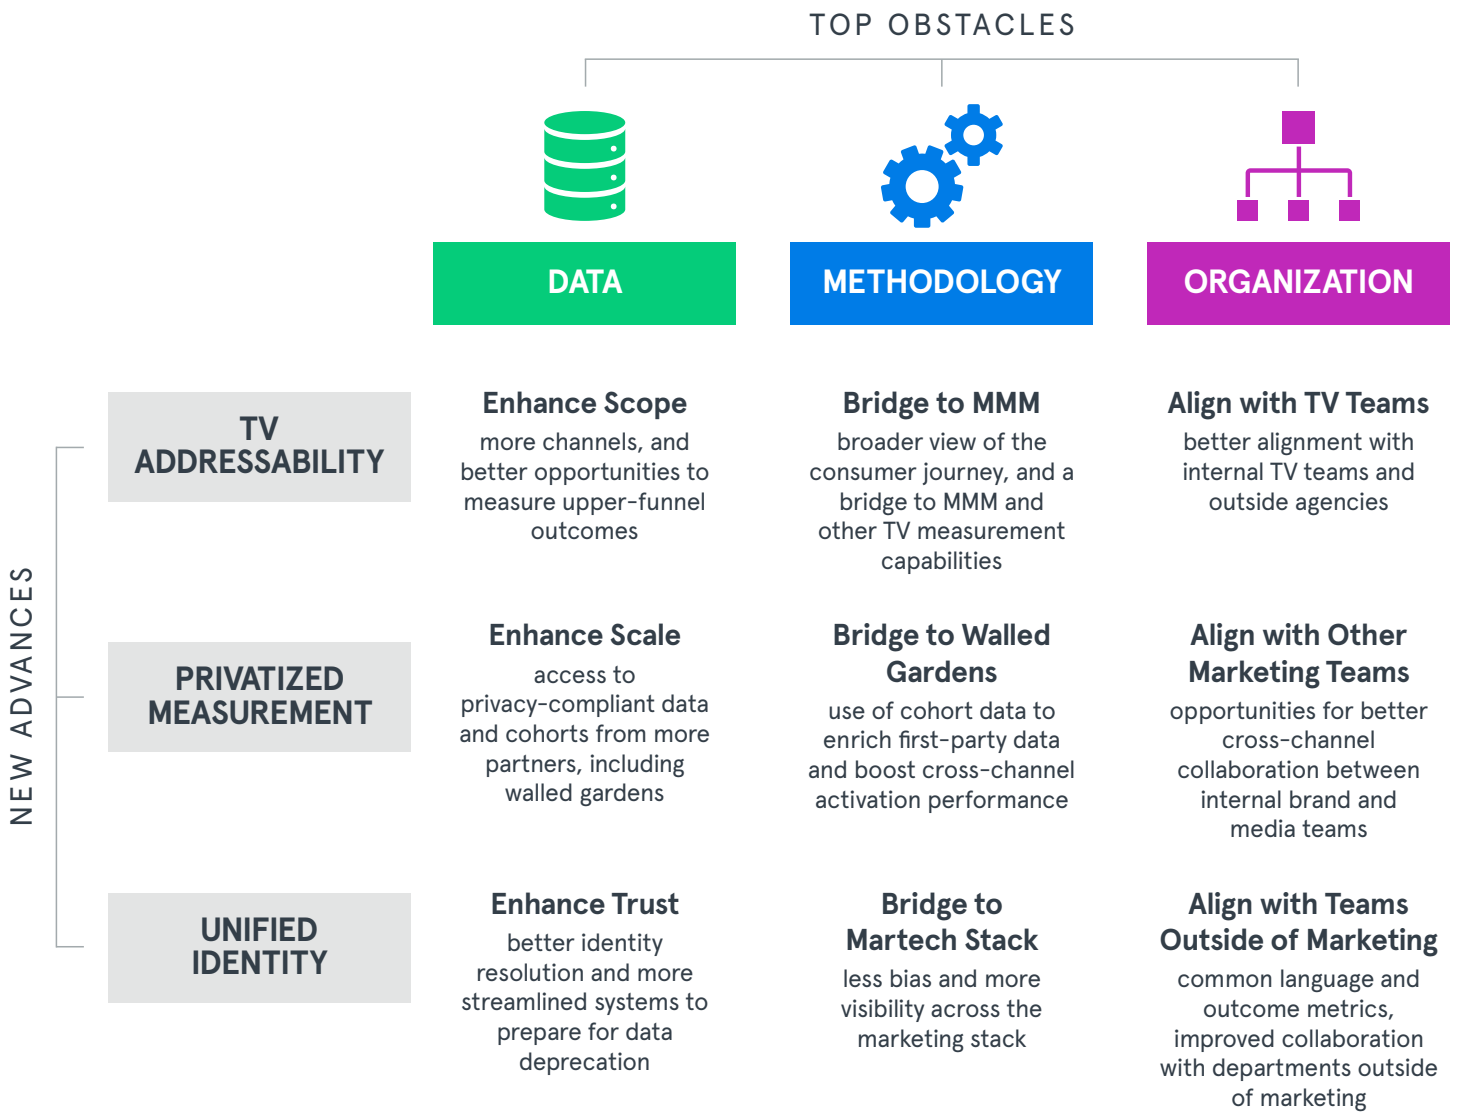 TOP OBSTACLES
DATA
METHODOLOGY
ORGANIZATION
NEW ADVANCES
TV
ADDRESSABILITY
Enhance Scope
more channels, and
better opportunities to
measure upper-funnel
outcomes
Bridge to MMM
broader view of the
consumer journey, and a
bridge to MMM and
other TV measurement
capabilities
Align with TV Teams
better alignment with
internal TV teams and
outside agencies
PRIVATIZED
MEASUREMENT
Enhance Scale
access to
privacy-compliant data
and cohorts from more
partners, including
walled gardens
Bridge to Walled
Gardens
use of cohort data to
enrich first-party data
and boost cross-channel
activation performance
Align with Other
Marketing Teams
opportunities for better
cross-channel
collaboration between
internal brand and
media teams
UNIFIED
IDENTITY
Enhance Trust
better identity
resolution and more
streamlined systems to
prepare for data
deprecation
Bridge to
Martech Stack
less bias and more
visibility across the
marketing stack
Align with Teams
Outside of Marketing
common language and
outcome metrics,
improved collaboration
with departments outside
of marketing